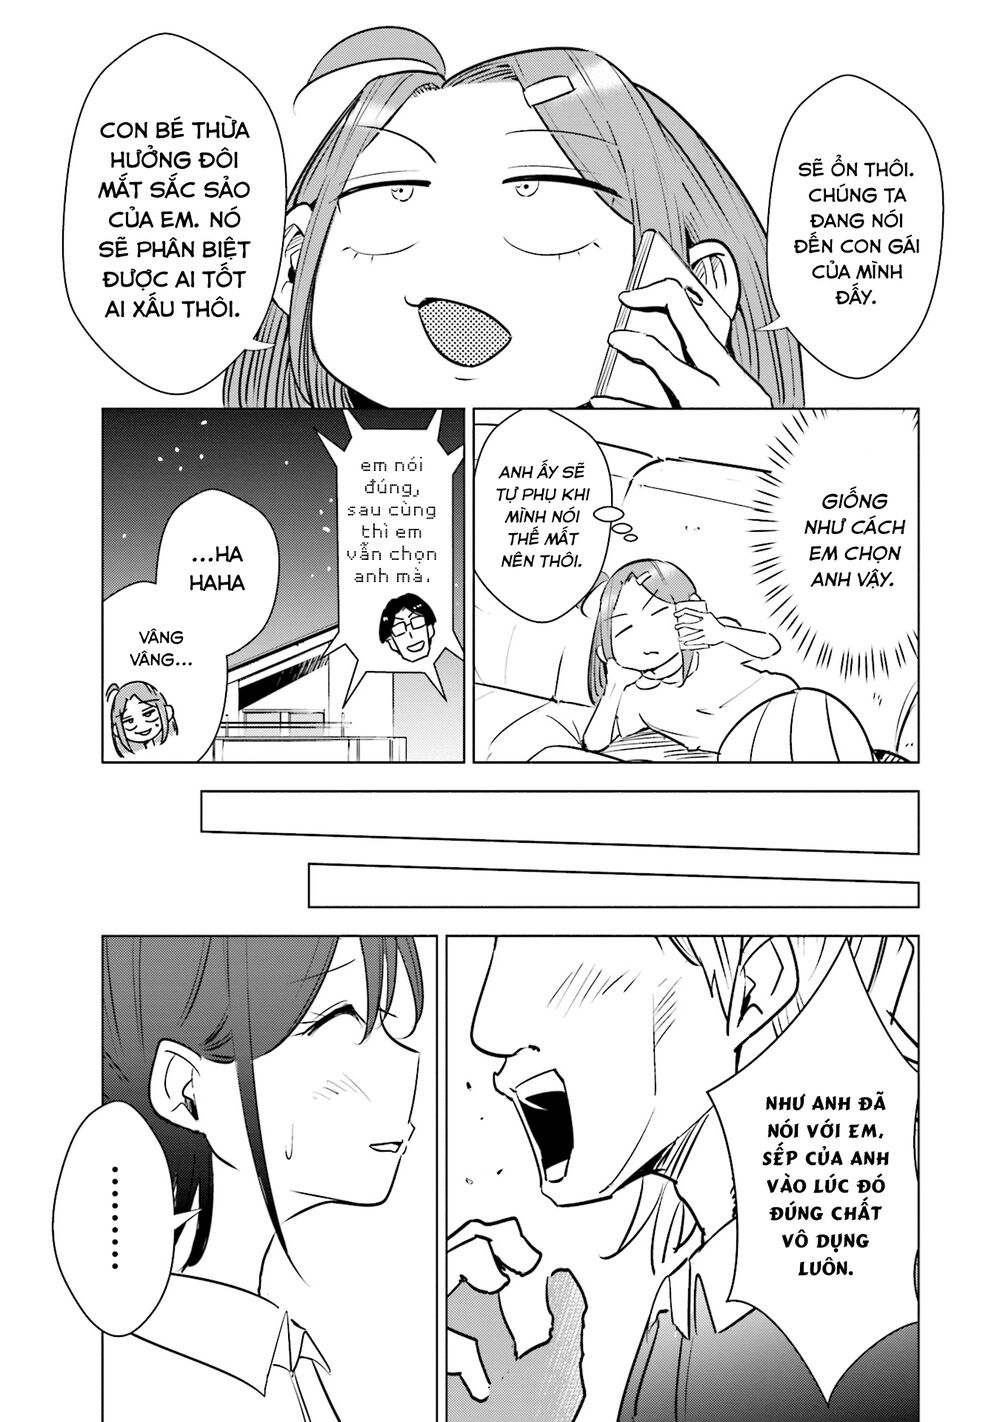 SẼ ỔN THÔI.
CHÚNG TA
ĐANG NÓI
ĐẾN CON GÁI
CỦA MÌNH
ĐẤY.
CON BÉ THỪA
HƯỞNG ĐÔI
MẮT SẮC SẢO
CỦA EM. NÓ
SẼ PHÂN BIỆT
ĐƯỢC AI TỐT
AI XẤU THÔI.
GIỐNG
NHƯ CÁCH
EM CHỌN
ANH VẬY.
ANH ẤY SẼ
TỰ PHỤ KHI
MÌNH NÓI
THẾ MẤT
NÊN THÔI.
em nói
đúng,
sau cùng
thì em
vẫn chọn
anh mà.
...HA
HAHA
VÂNG
VÂNG...
NHƯ ANH ĐÃ
NÓI VỚI EM,
SẾP CỦA ANH
VÀO LÚC ĐÓ
ĐÚNG CHẤT
VÔ DỤNG
LUÔN.
.........